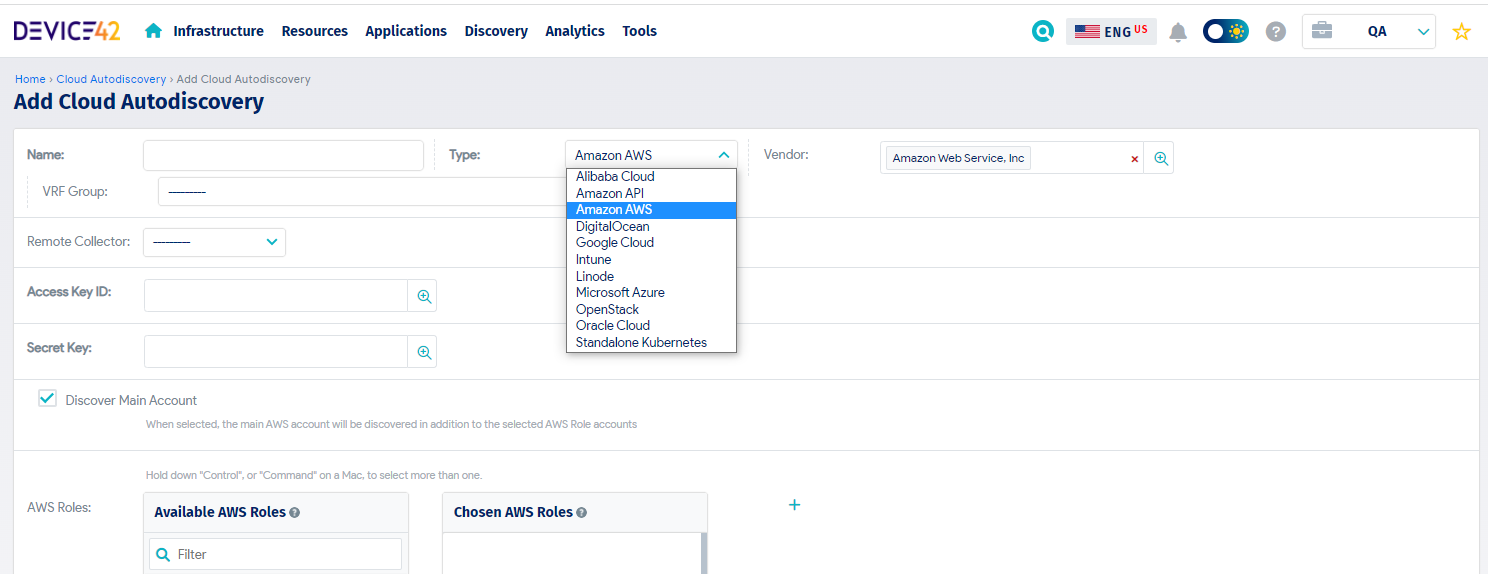 DEVICE42 Infrastructure Resources Applications Discovery Analytics Tools ENG US ? QA
Home › Cloud Autodiscovery › Add Cloud Autodiscovery
Add Cloud Autodiscovery
Name: Type: Amazon AWS Vendor: Amazon Web Service, Inc ×
Alibaba Cloud
Amazon API
Amazon AWS
DigitalOcean
Google Cloud
Intune
Linode
Microsoft Azure
OpenStack
Oracle Cloud
Standalone Kubernetes
VRF Group: ---------
Remote Collector: ---------
Access Key ID:
Secret Key:
Discover Main Account
When selected, the main AWS account will be discovered in addition to the selected AWS Role accounts
Hold down "Control", or "Command" on a Mac, to select more than one.
AWS Roles: Available AWS Roles ? Chosen AWS Roles ? +
Filter